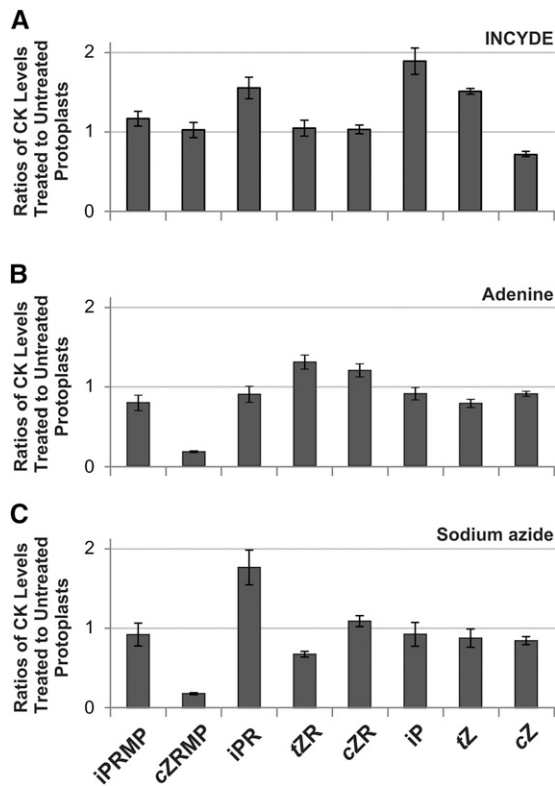 A
INCYDE
Ratios of CK Levels
Treated to Untreated
Protoplasts
2
1
0
B
Adenine
Ratios of CK Levels
Treated to Untreated
Protoplasts
2
1
0
C
Sodium azide
Ratios of CK Levels
Treated to Untreated
Protoplasts
2
1
0
iPRMP
cZRMP
iPR
tZR
cZR
iP
tZ
cZ